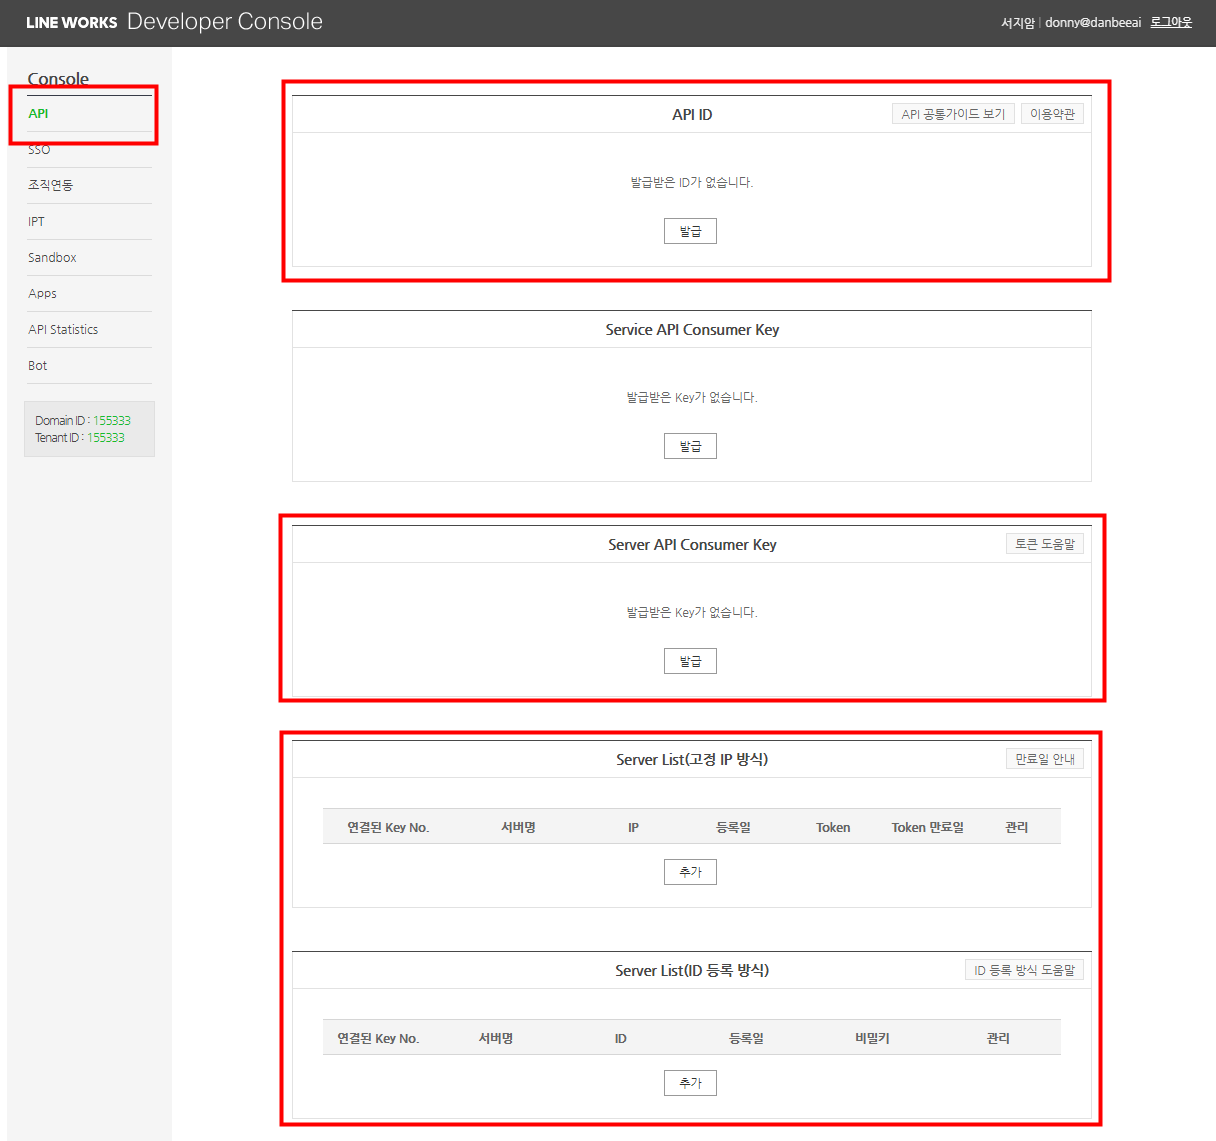 LINE WORKS Developer Console
서지암 | donny@danbeeai 로그아웃
Console
API
SSO
조직연동
IPT
Sandbox
Apps
API Statistics
Bot
Domain ID : 155333
Tenant ID : 155333
API ID
API 공통가이드 보기
이용약관
발급받은 ID가 없습니다.
발급
Service API Consumer Key
발급받은 Key가 없습니다.
발급
Server API Consumer Key
토큰 도움말
발급받은 Key가 없습니다.
발급
Server List(고정 IP 방식)
만료일 안내
연결된 Key No. 서버명 IP 등록일 Token Token 만료일 관리
추가
Server List(ID 등록 방식)
ID 등록 방식 도움말
연결된 Key No. 서버명 ID 등록일 비밀키 관리
추가